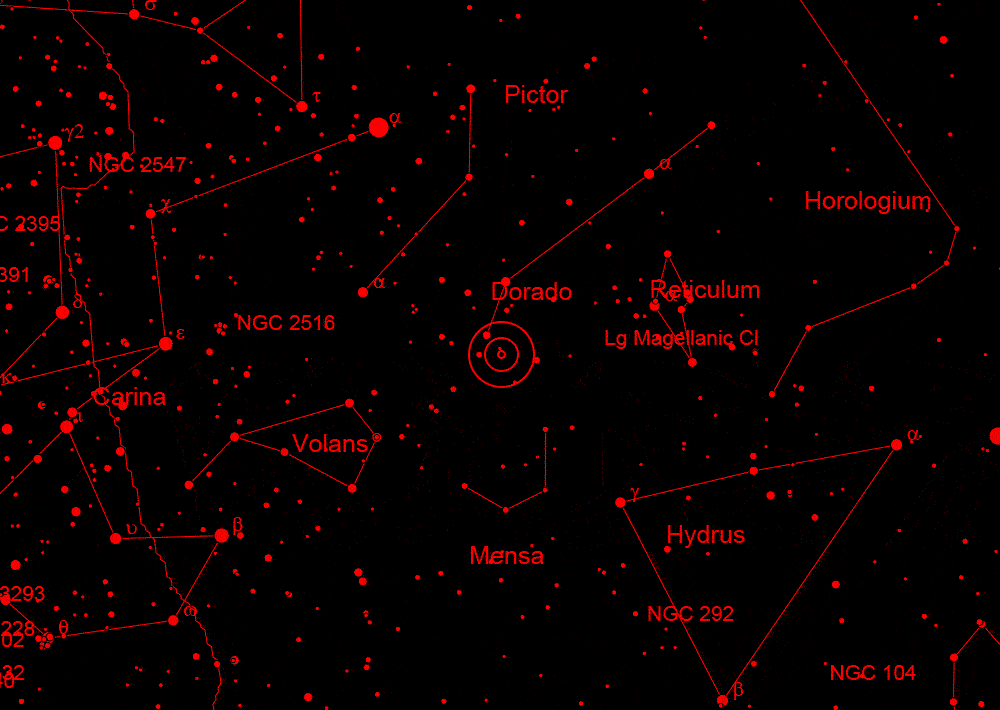 σ
τ
Pictor
α
γ2
NGC 2547
α
χ
Horologium
C 2395
391
α
Dorado
Reticulum
α
δ
NGC 2516
ε
Lg Magellanic Cl
κ
Carina
ι
Volans
α
γ
υ
β
Hydrus
Mensa
3293
ω
NGC 292
θ
228
02
NGC 104
32
β